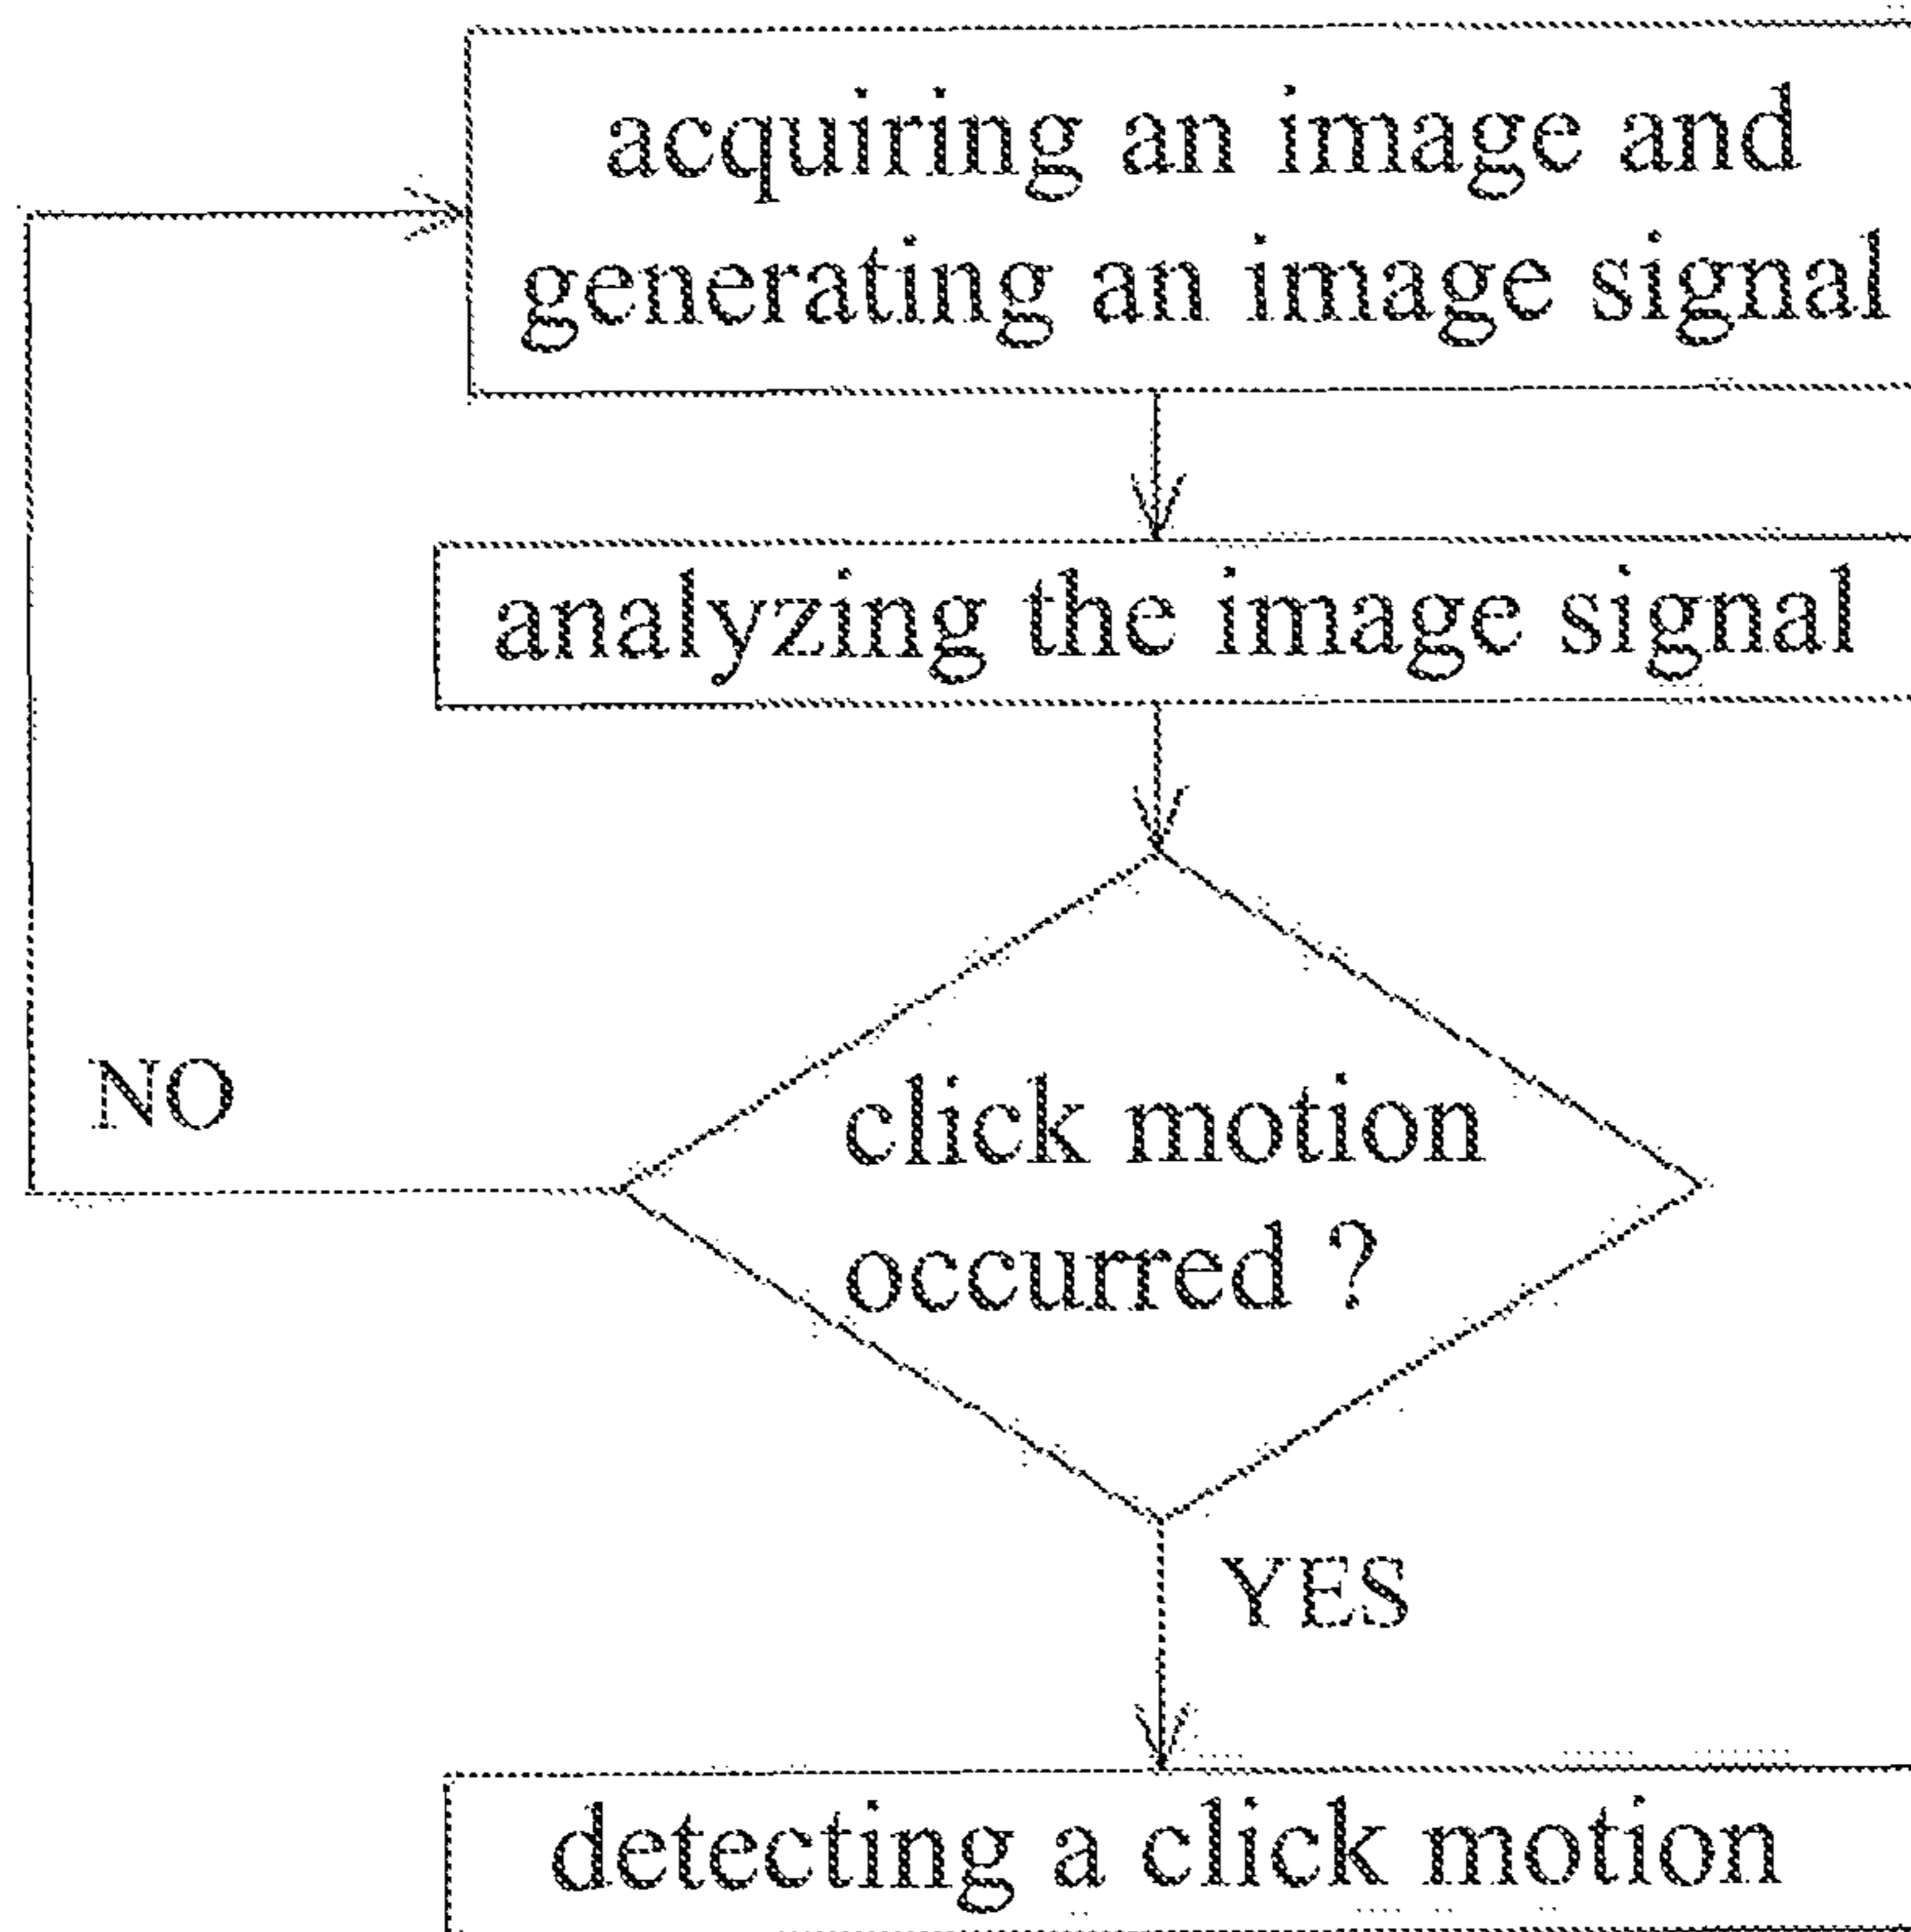 acquiring an image and
generating an image signal
analyzing the image signal
NO
click motion
occurred ?
YES
detecting a click motion